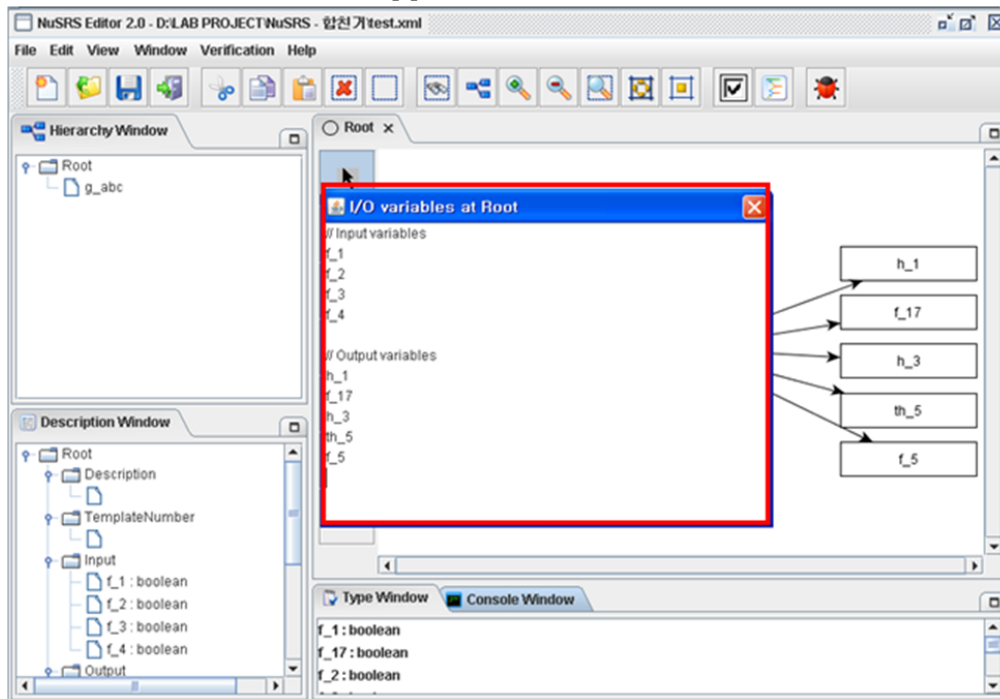 NuSRS Editor 2.0 - D:\LAB PROJECT\NuSRS - 합친거\test.xml
File Edit View Window Verification Help
Hierarchy Window
Root
g_abc
Root
I/O variables at Root
// Input variables
f_1
f_2
f_3
f_4
// Output variables
h_1
f_17
h_3
th_5
f_5
h_1
f_17
h_3
th_5
f_5
Description Window
Root
Description
TemplateNumber
Input
f_1 : boolean
f_2 : boolean
f_3 : boolean
f_4 : boolean
Output
Type Window Console Window
f_1 : boolean
f_17 : boolean
f_2 : boolean